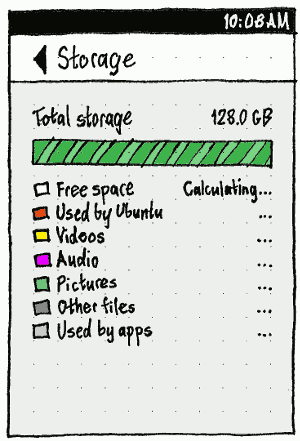 10:08 AM
Storage
Total storage 128.0 GB
Free space Calculating...
Used by Ubuntu ...
Videos ...
Audio ...
Pictures ...
Other files ...
Used by apps ...